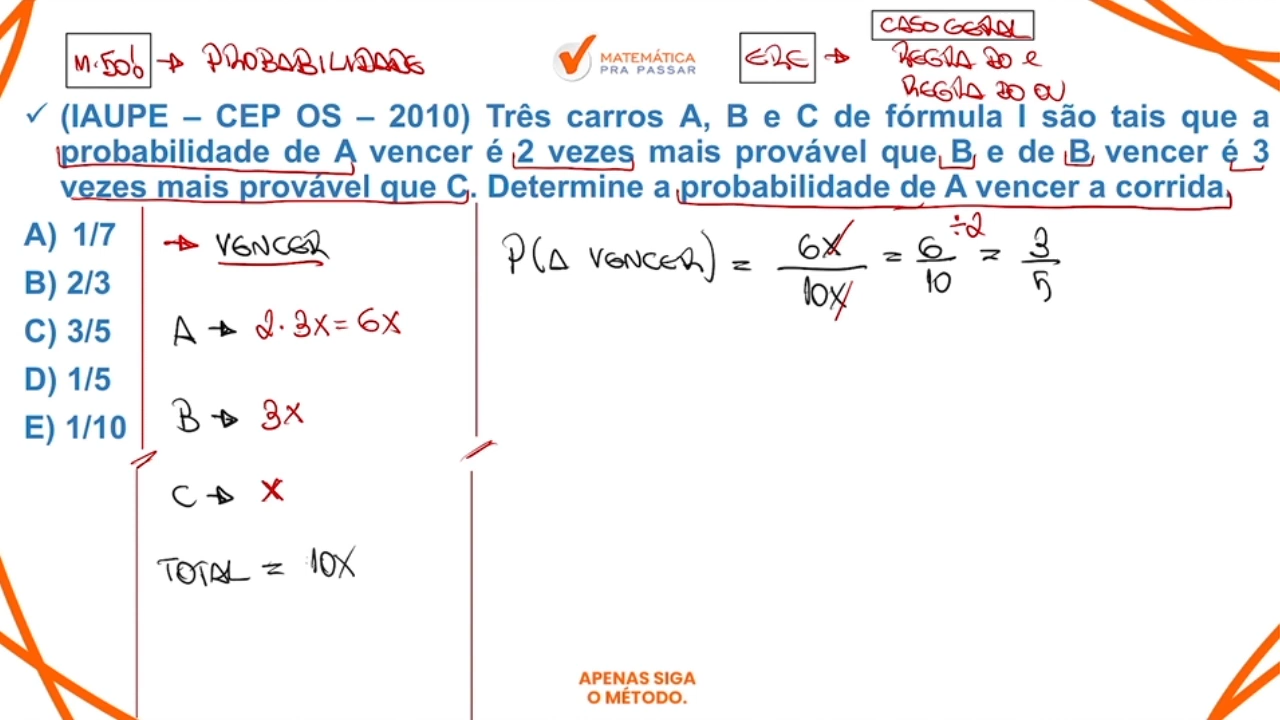 M.50% → PROBABILIDADE
MATEMÁTICA
PRA PASSAR
ERE → CASO GERAL
REGRA DO E
REGRA DO OU
✓ (IAUPE – CEP OS – 2010) Três carros A, B e C de fórmula I são tais que a
probabilidade de A vencer é 2 vezes mais provável que B e de B vencer é 3
vezes mais provável que C. Determine a probabilidade de A vencer a corrida.
A) 1/7
B) 2/3
C) 3/5
D) 1/5
E) 1/10
→ VENCER
A → 2·3X = 6X
B → 3X
C → X
TOTAL = 10X
P(A VENCER) = 6X/10X = 6/10 ÷2 = 3/5
APENAS SIGA
O MÉTODO.